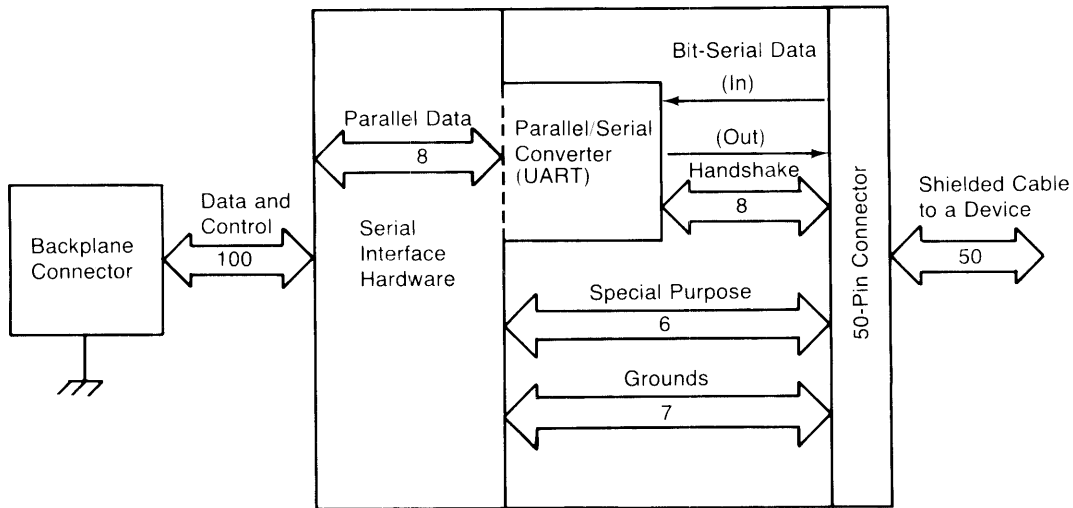 Backplane
Connector
Data and
Control
100
Parallel Data
8
Serial
Interface
Hardware
Parallel/Serial
Converter
(UART)
Bit-Serial Data
(In)
(Out)
Handshake
8
Special Purpose
6
Grounds
7
50-Pin Connector
Shielded Cable
to a Device
50